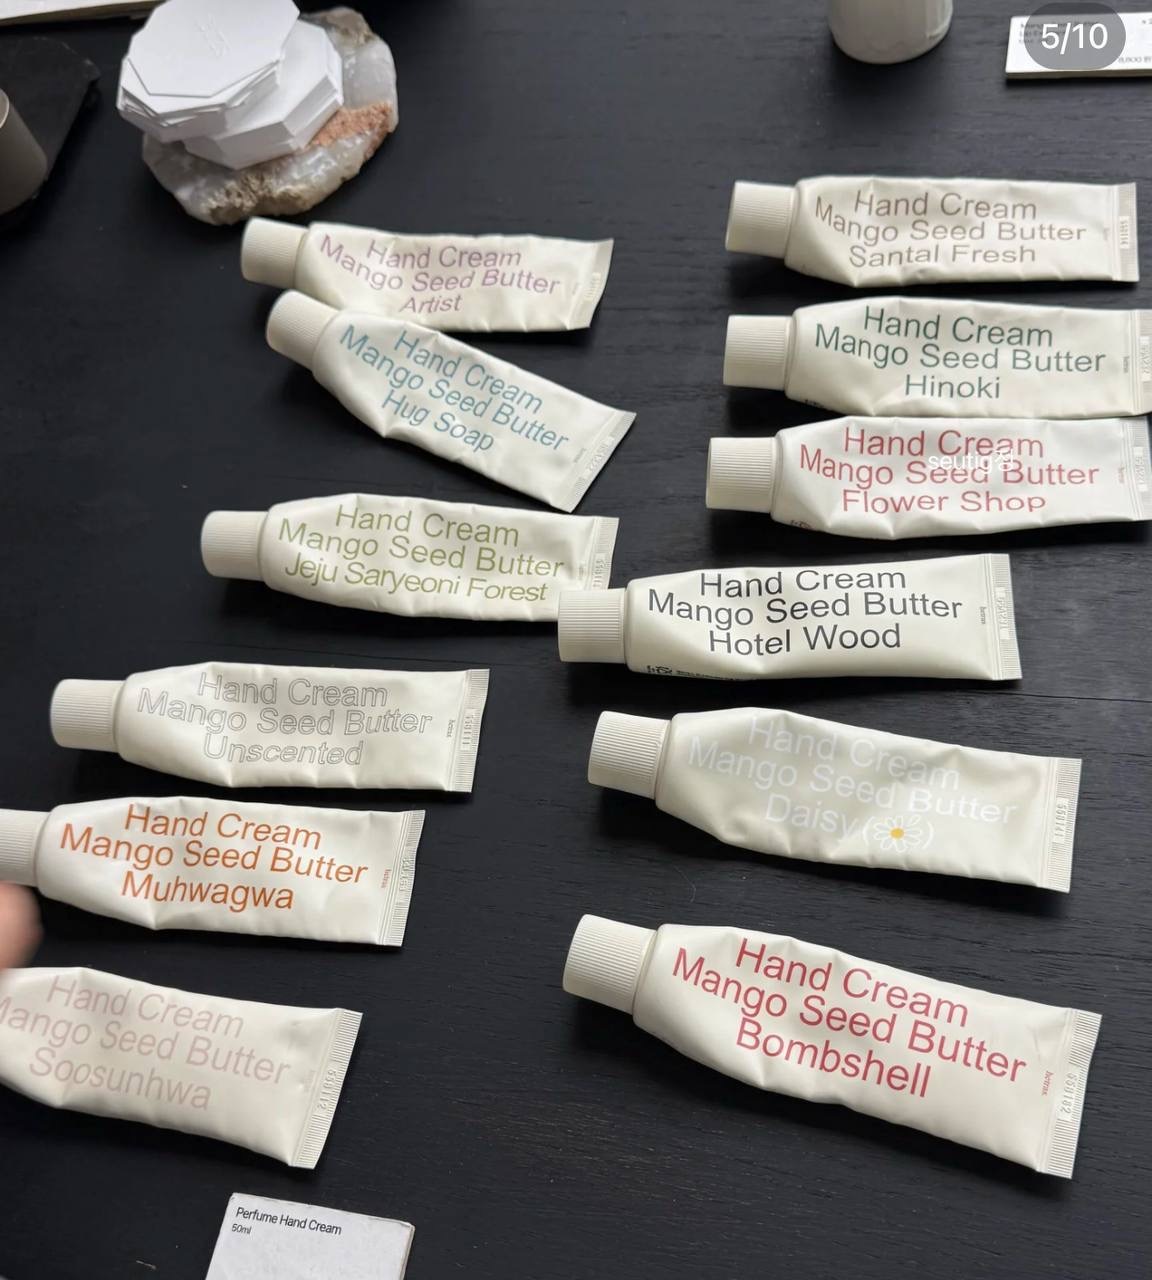 5/10
Hand Cream
Mango Seed Butter
Artist
Hand Cream
Mango Seed Butter
Hug Soap
Hand Cream
Mango Seed Butter
Jeju Saryeoni Forest
Hand Cream
Mango Seed Butter
Unscented
Hand Cream
Mango Seed Butter
Muhwagwa
hetras
Hand Cream
Mango Seed Butter
Soosunhwa
Hand Cream
Mango Seed Butter
Santal Fresh
Hand Cream
Mango Seed Butter
Hinoki
Hand Cream
Mango Seed Butter
Flower Shop
Hand Cream
Mango Seed Butter
Hotel Wood
hetras
Hand Cream
Mango Seed Butter
Daisy( )
Hand Cream
Mango Seed Butter
Bombshell
hetras
Perfume Hand Cream
50ml